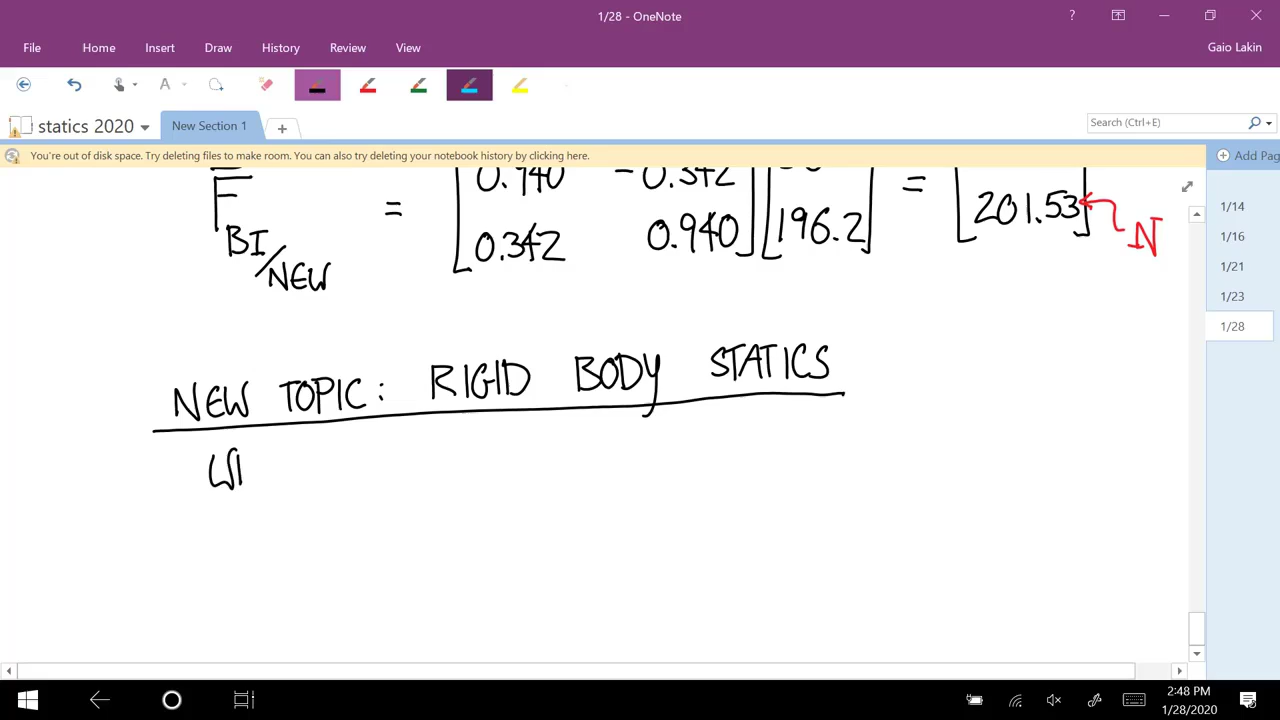 1/28 - OneNote
File Home Insert Draw History Review View Gaio Lakin
statics 2020 New Section 1 Search (Ctrl+E)
You're out of disk space. Try deleting files to make room. You can also try deleting your notebook history by clicking here.
Add Pag
1/14
1/16
1/21
1/23
1/28
F BI/NEW = [0.940 -0.342] = [
0.342 0.940 196.2 201.53 N
NEW TOPIC: RIGID BODY STATICS
2:48 PM
1/28/2020